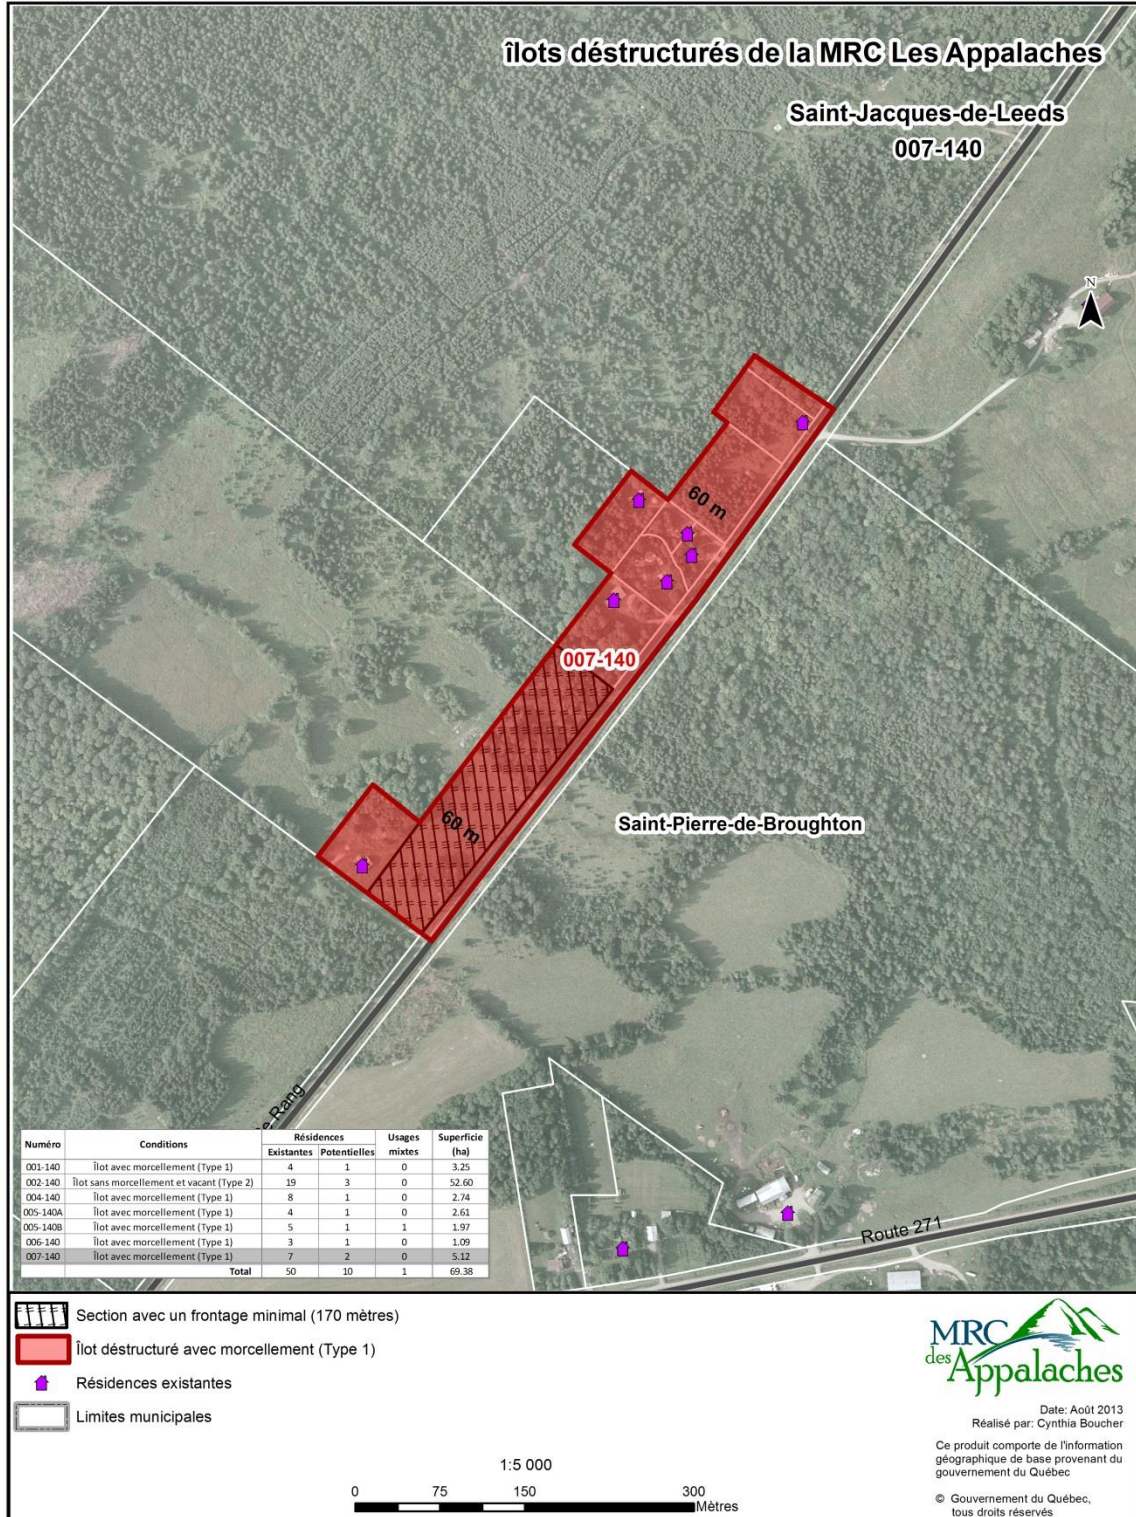 îlots déstructurés de la MRC Les Appalaches
Saint-Jacques-de-Leeds
007-140
N
60 m
007-140
60 m
Saint-Pierre-de-Broughton
Rang
Route 271
Numéro Conditions Résidences Usages mixtes Superficie (ha)
Existantes Potentielles
001-140 Îlot avec morcellement (Type 1) 4 1 0 3.25
002-140 Îlot sans morcellement et vacant (Type 2) 19 3 0 52.60
004-140 Îlot avec morcellement (Type 1) 8 1 0 2.74
005-140A Îlot avec morcellement (Type 1) 4 1 0 2.61
005-140B Îlot avec morcellement (Type 1) 5 1 1 1.97
006-140 Îlot avec morcellement (Type 1) 3 1 0 1.09
007-140 Îlot avec morcellement (Type 1) 7 2 0 5.12
Total 50 10 1 69.38
Section avec un frontage minimal (170 mètres)
Îlot déstructuré avec morcellement (Type 1)
Résidences existantes
Limites municipales
1:5 000
0 75 150 300
Mètres
MRC
des Appalaches
Date: Août 2013
Réalisé par: Cynthia Boucher
Ce produit comporte de l'information
géographique de base provenant du
gouvernement du Québec
© Gouvernement du Québec,
tous droits réservés